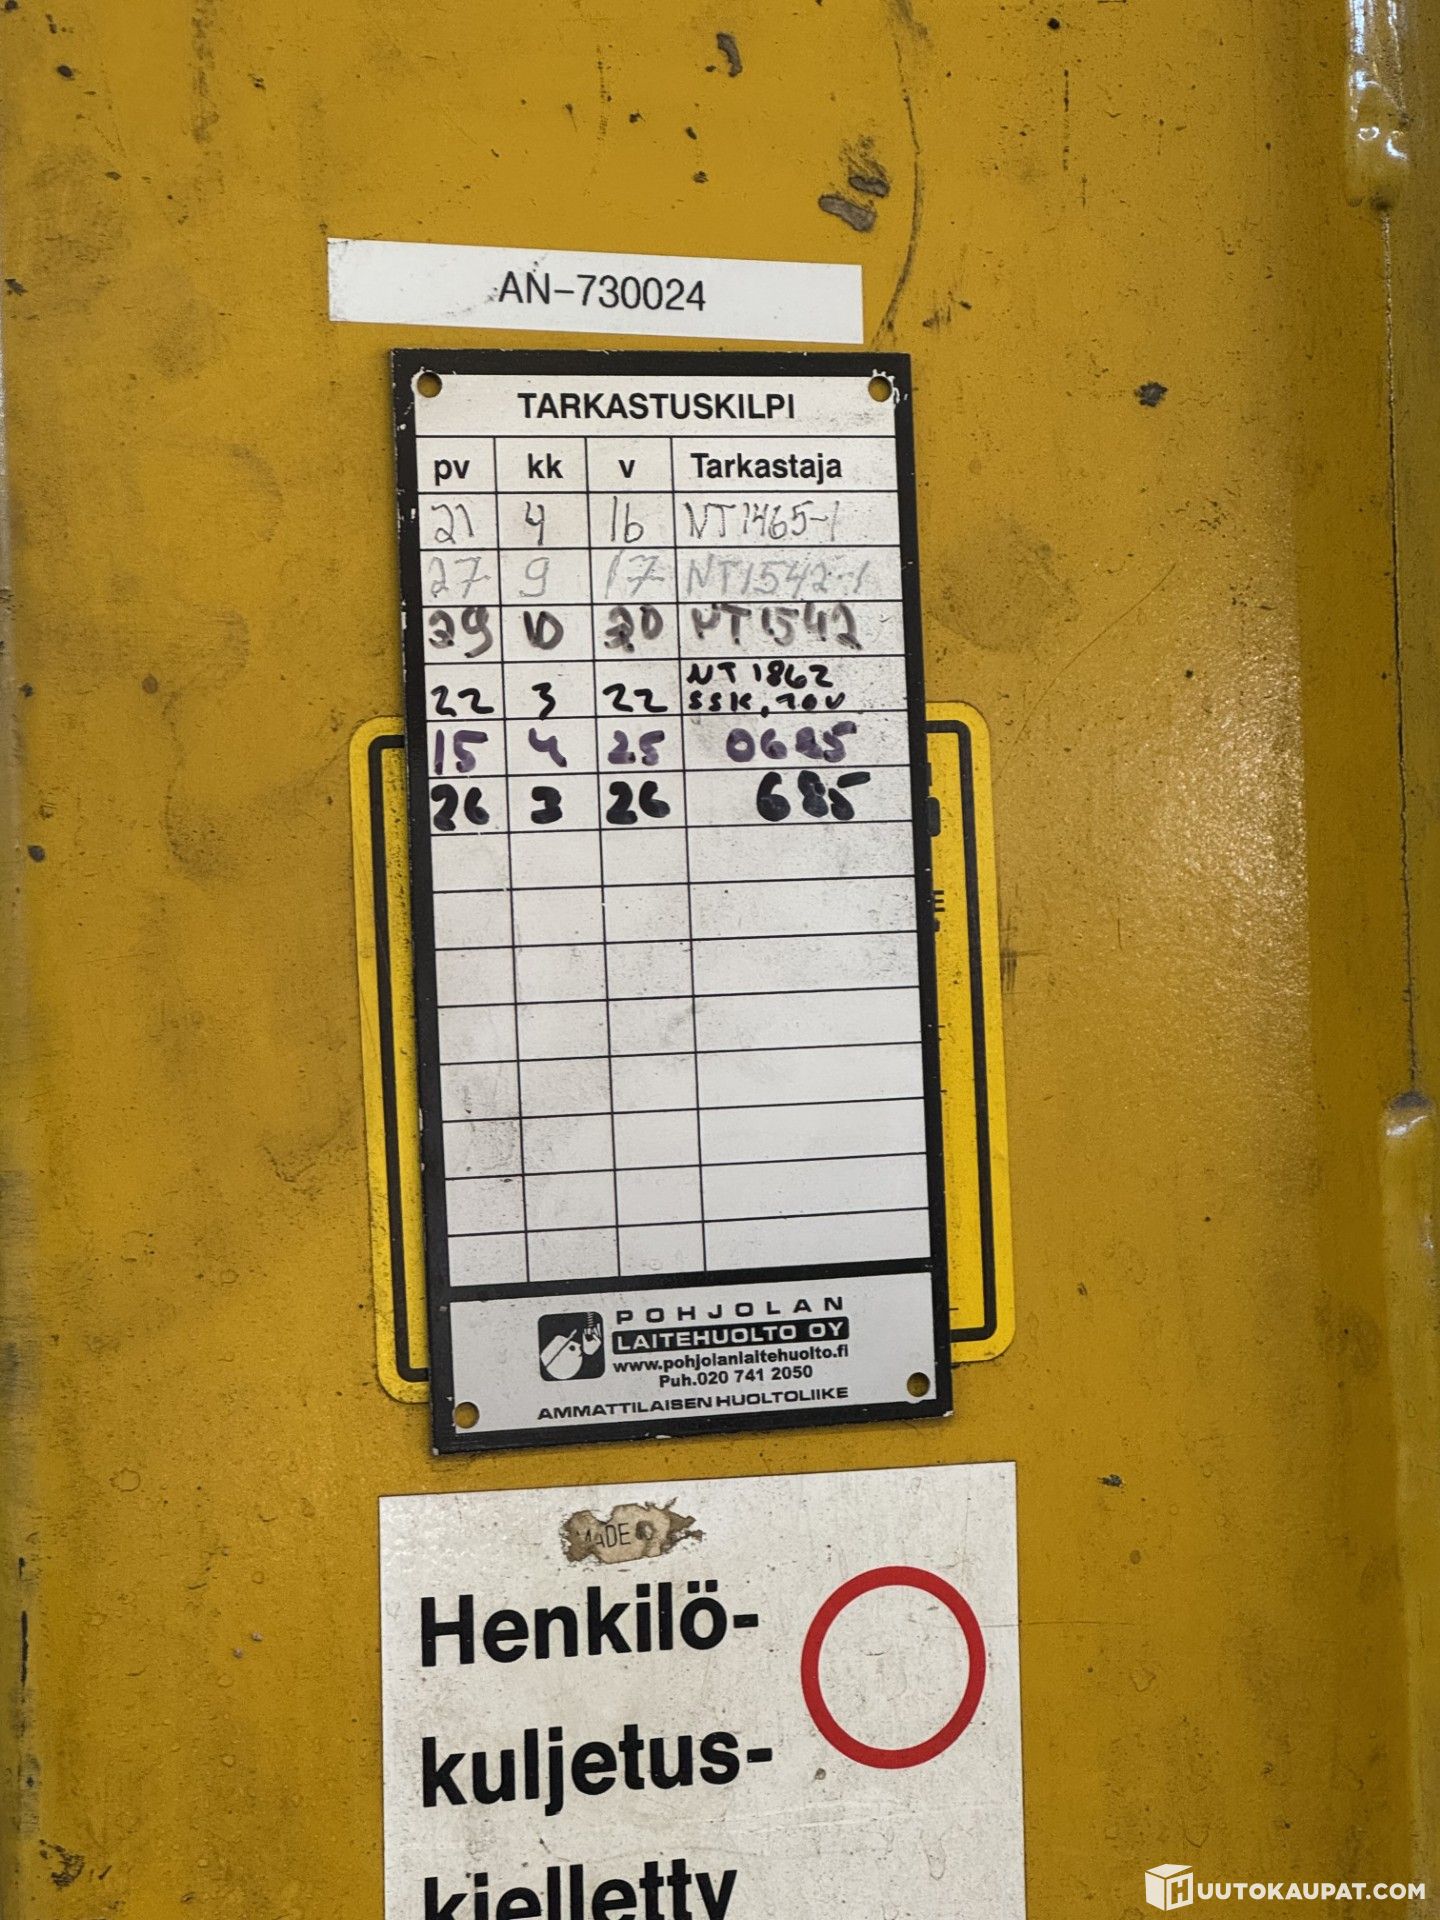 AN-730024
TARKASTUSKILPI
pv kk v Tarkastaja
21 4 16 NT1465-1
27 9 17 NT1542-1
29 10 20 NT1542
22 3 22 NT 1862
SSK, 20V
15 4 25 0685
26 3 26 685
POHJOLAN
LAITEHUOLTO OY
www.pohjolanlaitehuolto.fi
Puh.020 741 2050
AMMATTILAISEN HUOLTOLIIKE
MADE
Henkilö-
kuljetus-
kielletty
HUUTOKAUPAT.COM